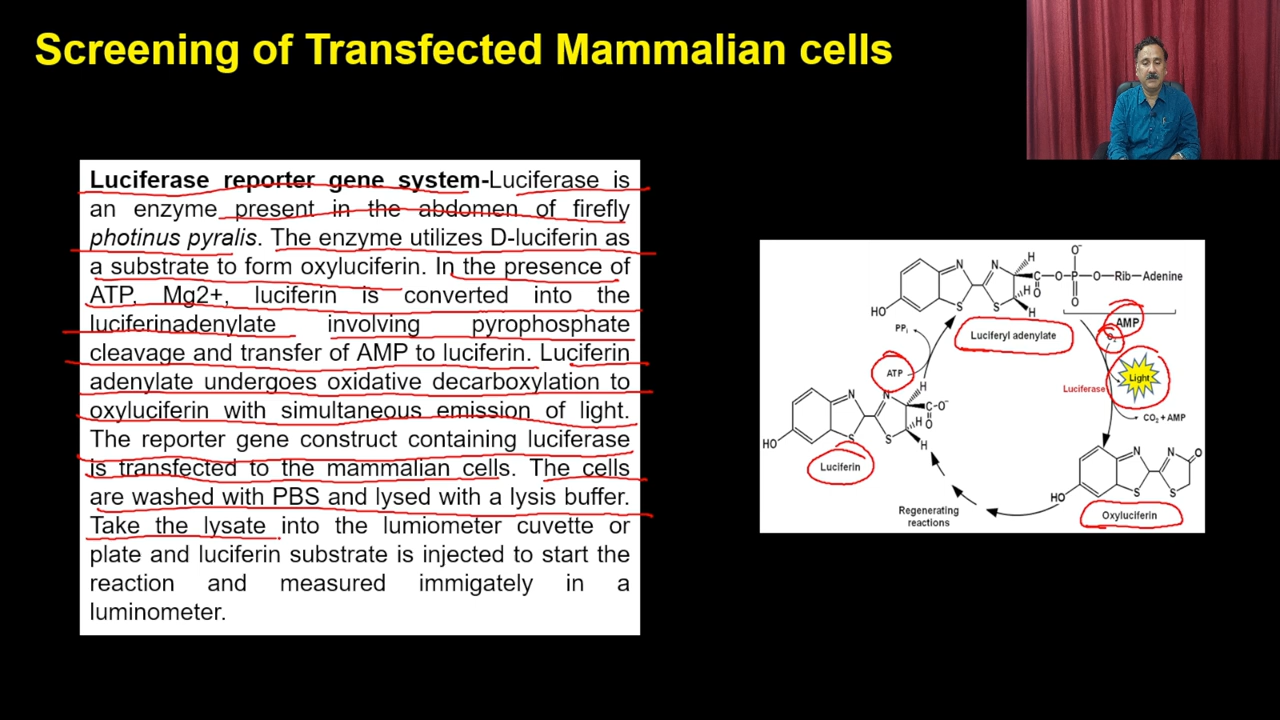 Screening of Transfected Mammalian cells
Luciferase reporter gene system-Luciferase is
an enzyme present in the abdomen of firefly
photinus pyralis. The enzyme utilizes D-luciferin as
a substrate to form oxyluciferin. In the presence of
ATP, Mg2+, luciferin is converted into the
luciferinadenylate involving pyrophosphate
cleavage and transfer of AMP to luciferin. Luciferin
adenylate undergoes oxidative decarboxylation to
oxyluciferin with simultaneous emission of light.
The reporter gene construct containing luciferase
is transfected to the mammalian cells. The cells
are washed with PBS and lysed with a lysis buffer.
Take the lysate into the lumiometer cuvette or
plate and luciferin substrate is injected to start the
reaction and measured immigately in a
luminometer.
O-
N N H C-O-P-O-Rib-Adenine
O O
H
HO S S H
Luciferyl adenylate
AMP
PPi
O2
ATP
Light
Luciferase
CO2 + AMP
H
N N C-O-
H O
HO S S H
Luciferin
N N O
HO S S
Oxyluciferin
Regenerating
reactions